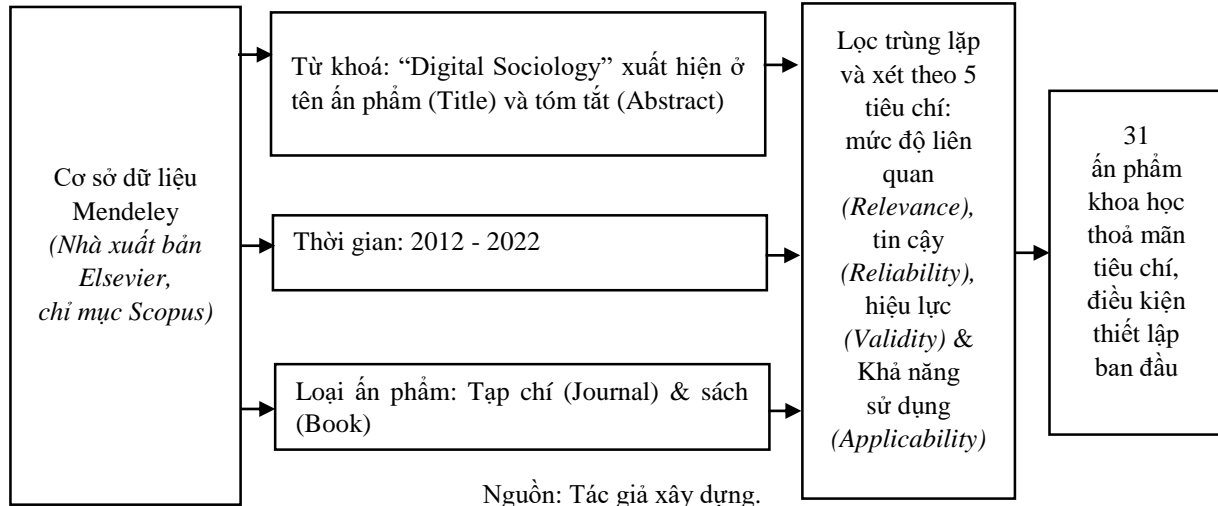 Cơ sở dữ liệu
Mendeley
(Nhà xuất bản
Elsevier,
chỉ mục Scopus)
Từ khoá: “Digital Sociology” xuất hiện ở
tên ấn phẩm (Title) và tóm tắt (Abstract)
Thời gian: 2012 - 2022
Loại ấn phẩm: Tạp chí (Journal) & sách
(Book)
Lọc trùng lặp
và xét theo 5
tiêu chí:
mức độ liên
quan
(Relevance),
tin cậy
(Reliability),
hiệu lực
(Validity) &
Khả năng
sử dụng
(Applicability)
31
ấn phẩm
khoa học
thoả mãn
tiêu chí,
điều kiện
thiết lập
ban đầu
Nguồn: Tác giả xây dựng.